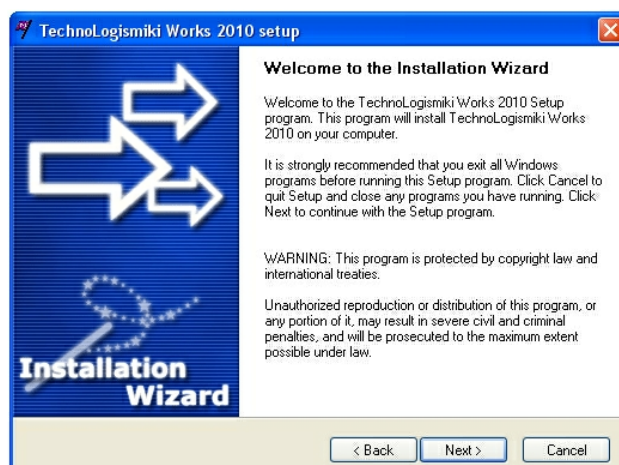 TechnoLogismiki Works 2010 setup
Welcome to the Installation Wizard
Welcome to the TechnoLogismiki Works 2010 Setup
program. This program will install TechnoLogismiki Works
2010 on your computer.
It is strongly recommended that you exit all Windows
programs before running this Setup program. Click Cancel to
quit Setup and close any programs you have running. Click
Next to continue with the Setup program.
WARNING: This program is protected by copyright law and
international treaties.
Unauthorized reproduction or distribution of this program, or
any portion of it, may result in severe civil and criminal
penalties, and will be prosecuted to the maximum extent
possible under law.
Installation
Wizard
< Back Next > Cancel